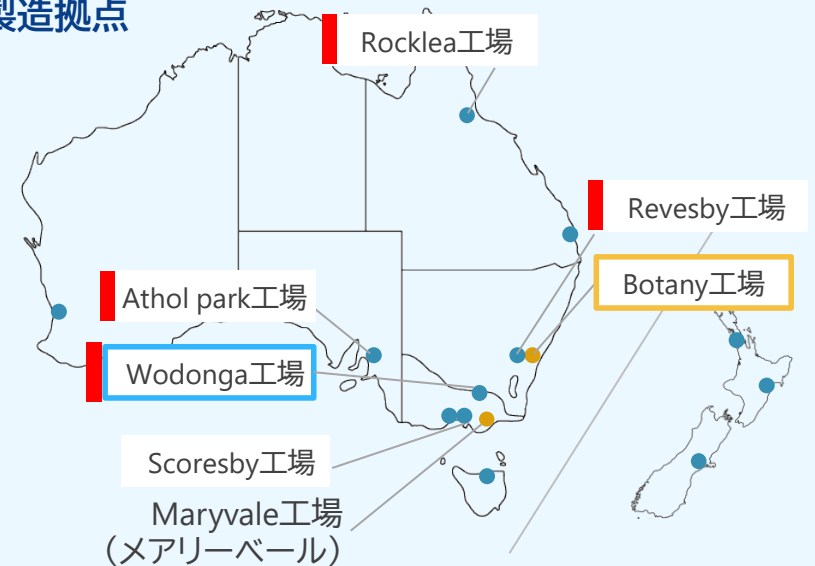 製造拠点
Rocklea工場
Revesby工場
Botany工場
Athol park工場
Wodonga工場
Scoresby工場
Maryvale工場
（メアリーベール）